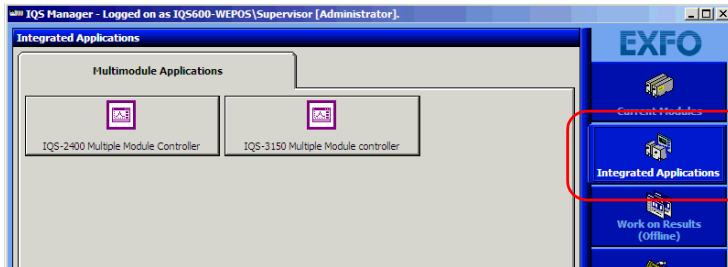 IQS Manager - Logged on as IQS600-WEPOS\Supervisor [Administrator].
Integrated Applications
EXFO
Multimodule Applications
Current Modules
IQS-2400 Multiple Module Controller
IQS-3150 Multiple Module controller
Integrated Applications
Work on Results
(Offline)